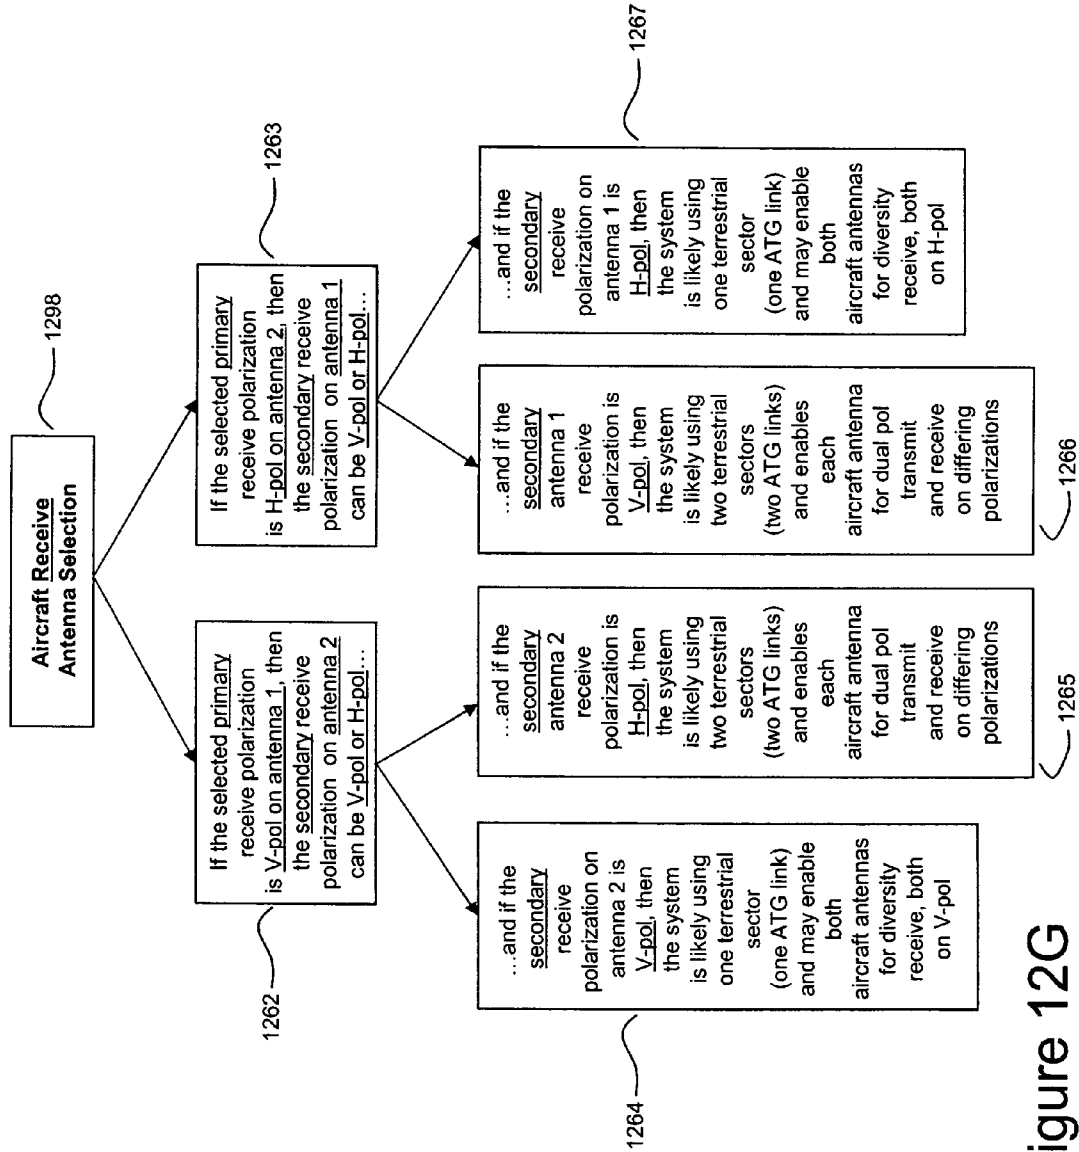 Aircraft Receive
Antenna Selection
1298
If the selected primary
receive polarization
is V-pol on antenna 1, then
the secondary receive
polarization on antenna 2
can be V-pol or H-pol...
1262
If the selected primary
receive polarization
is H-pol on antenna 2, then
the secondary receive
polarization on antenna 1
can be V-pol or H-pol...
1263
...and if the
secondary
receive
polarization on
antenna 2 is
V-pol, then
the system
is likely using
one terrestrial
sector
(one ATG link)
and may enable
both
aircraft antennas
for diversity
receive, both
on V-pol
1264
...and if the
secondary
antenna 2
receive
polarization is
H-pol, then
the system
is likely using
two terrestrial
sectors
(two ATG links)
and enables
each
aircraft antenna
for dual pol
transmit
and receive
on differing
polarizations
1265
...and if the
secondary
antenna 1
receive
polarization is
V-pol, then
the system
is likely using
two terrestrial
sectors
(two ATG links)
and enables
each
aircraft antenna
for dual pol
transmit
and receive
on differing
polarizations
1266
...and if the
secondary
receive
polarization on
antenna 1 is
H-pol, then
the system
is likely using
one terrestrial
sector
(one ATG link)
and may enable
both
aircraft antennas
for diversity
receive, both
on H-pol
1267
igure 12G